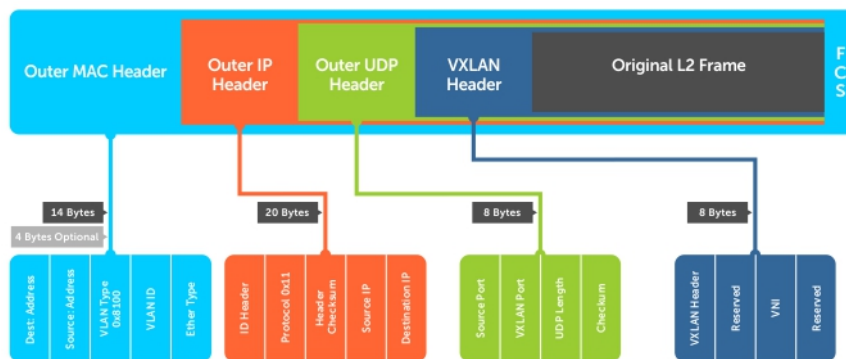 Outer MAC Header
Outer IP
Header
Outer UDP
Header
VXLAN
Header
Original L2 Frame
F
C
S
14 Bytes
4 Bytes Optional
20 Bytes
8 Bytes
8 Bytes
Dest: Address
Source: Address
VLAN Type
0x8100
VLAN ID
Ether Type
ID Header
Protocol 0x11
Header
Checksum
Source IP
Destination IP
Source Port
VXLAN Port
UDP Length
Checkum
VXLAN Header
Reserved
VNI
Reserved